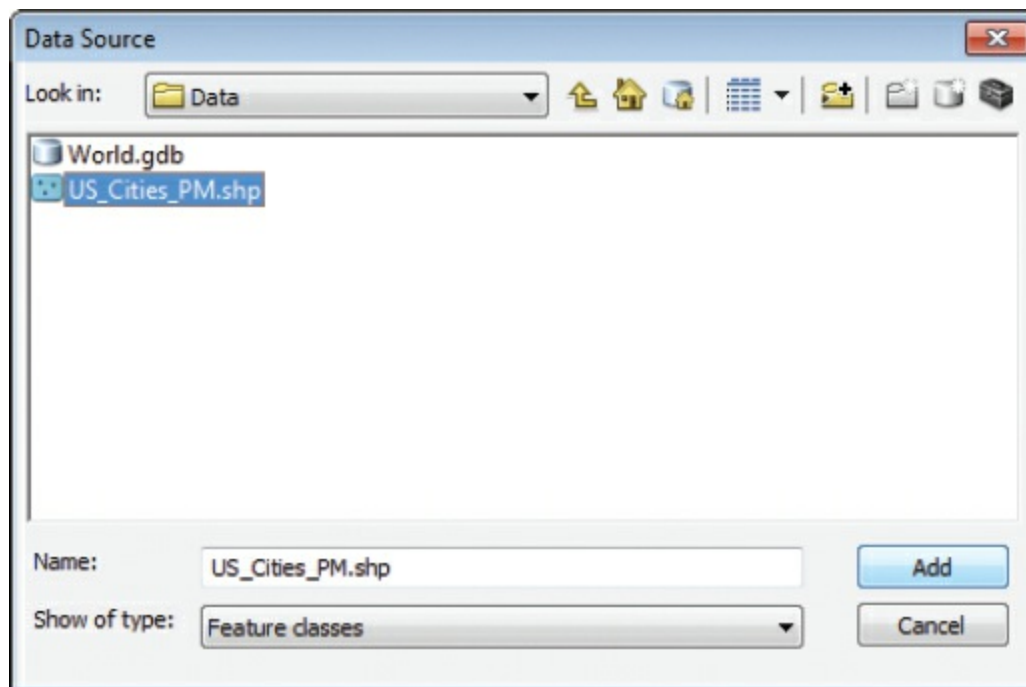 Data Source
Look in: Data
World.gdb
US_Cities_PM.shp
Name: US_Cities_PM.shp Add
Show of type: Feature classes Cancel